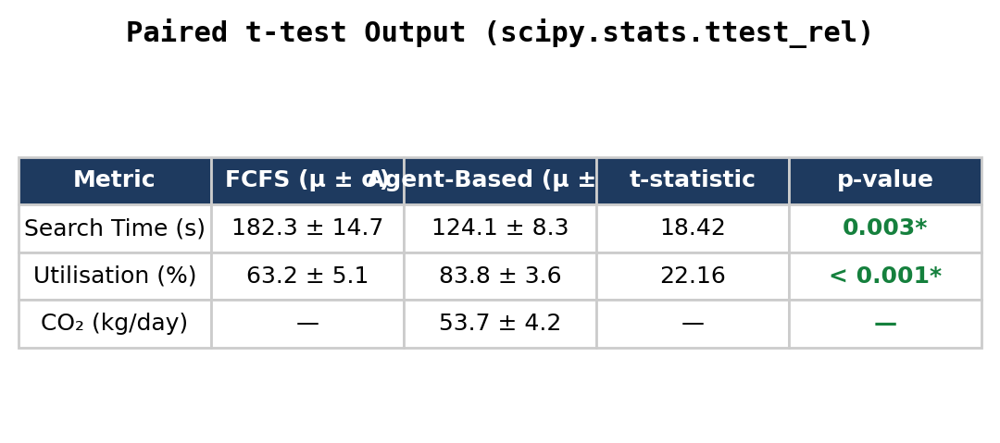 Paired t-test Output (scipy.stats.ttest_rel)
Metric FCFS (μ ± σ) Agent-Based (μ ± t-statistic p-value
Search Time (s) 182.3 ± 14.7 124.1 ± 8.3 18.42 0.003*
Utilisation (%) 63.2 ± 5.1 83.8 ± 3.6 22.16 < 0.001*
CO₂ (kg/day) — 53.7 ± 4.2 — —